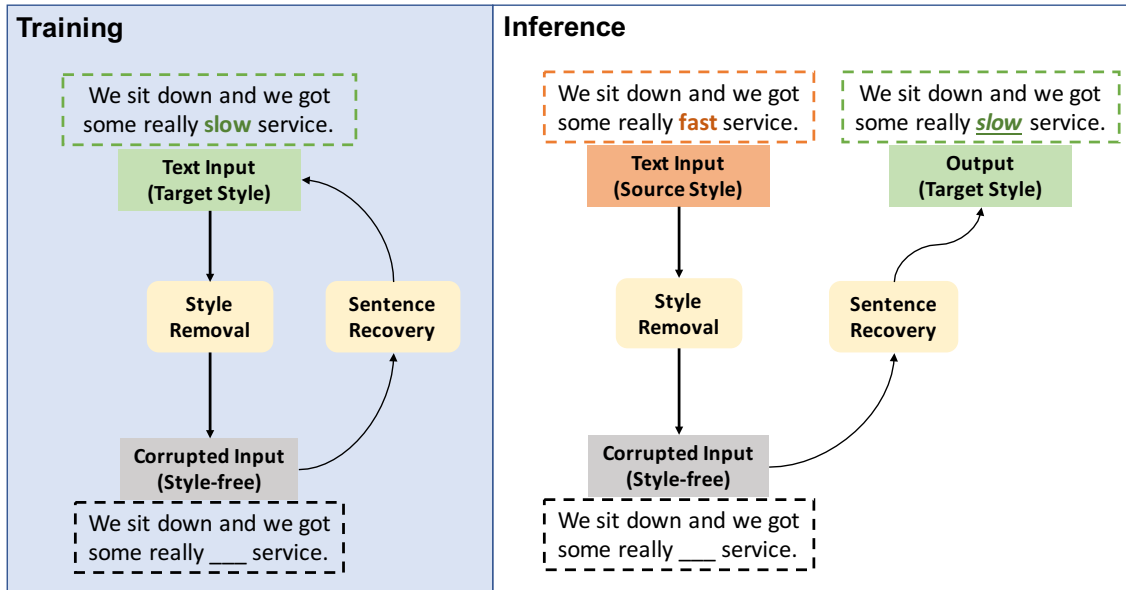 Training
We sit down and we got
some really slow service.
Text Input
(Target Style)
Style
Removal
Sentence
Recovery
Corrupted Input
(Style-free)
We sit down and we got
some really ___ service.
Inference
We sit down and we got
some really fast service.
Text Input
(Source Style)
We sit down and we got
some really slow service.
Output
(Target Style)
Style
Removal
Sentence
Recovery
Corrupted Input
(Style-free)
We sit down and we got
some really ___ service.